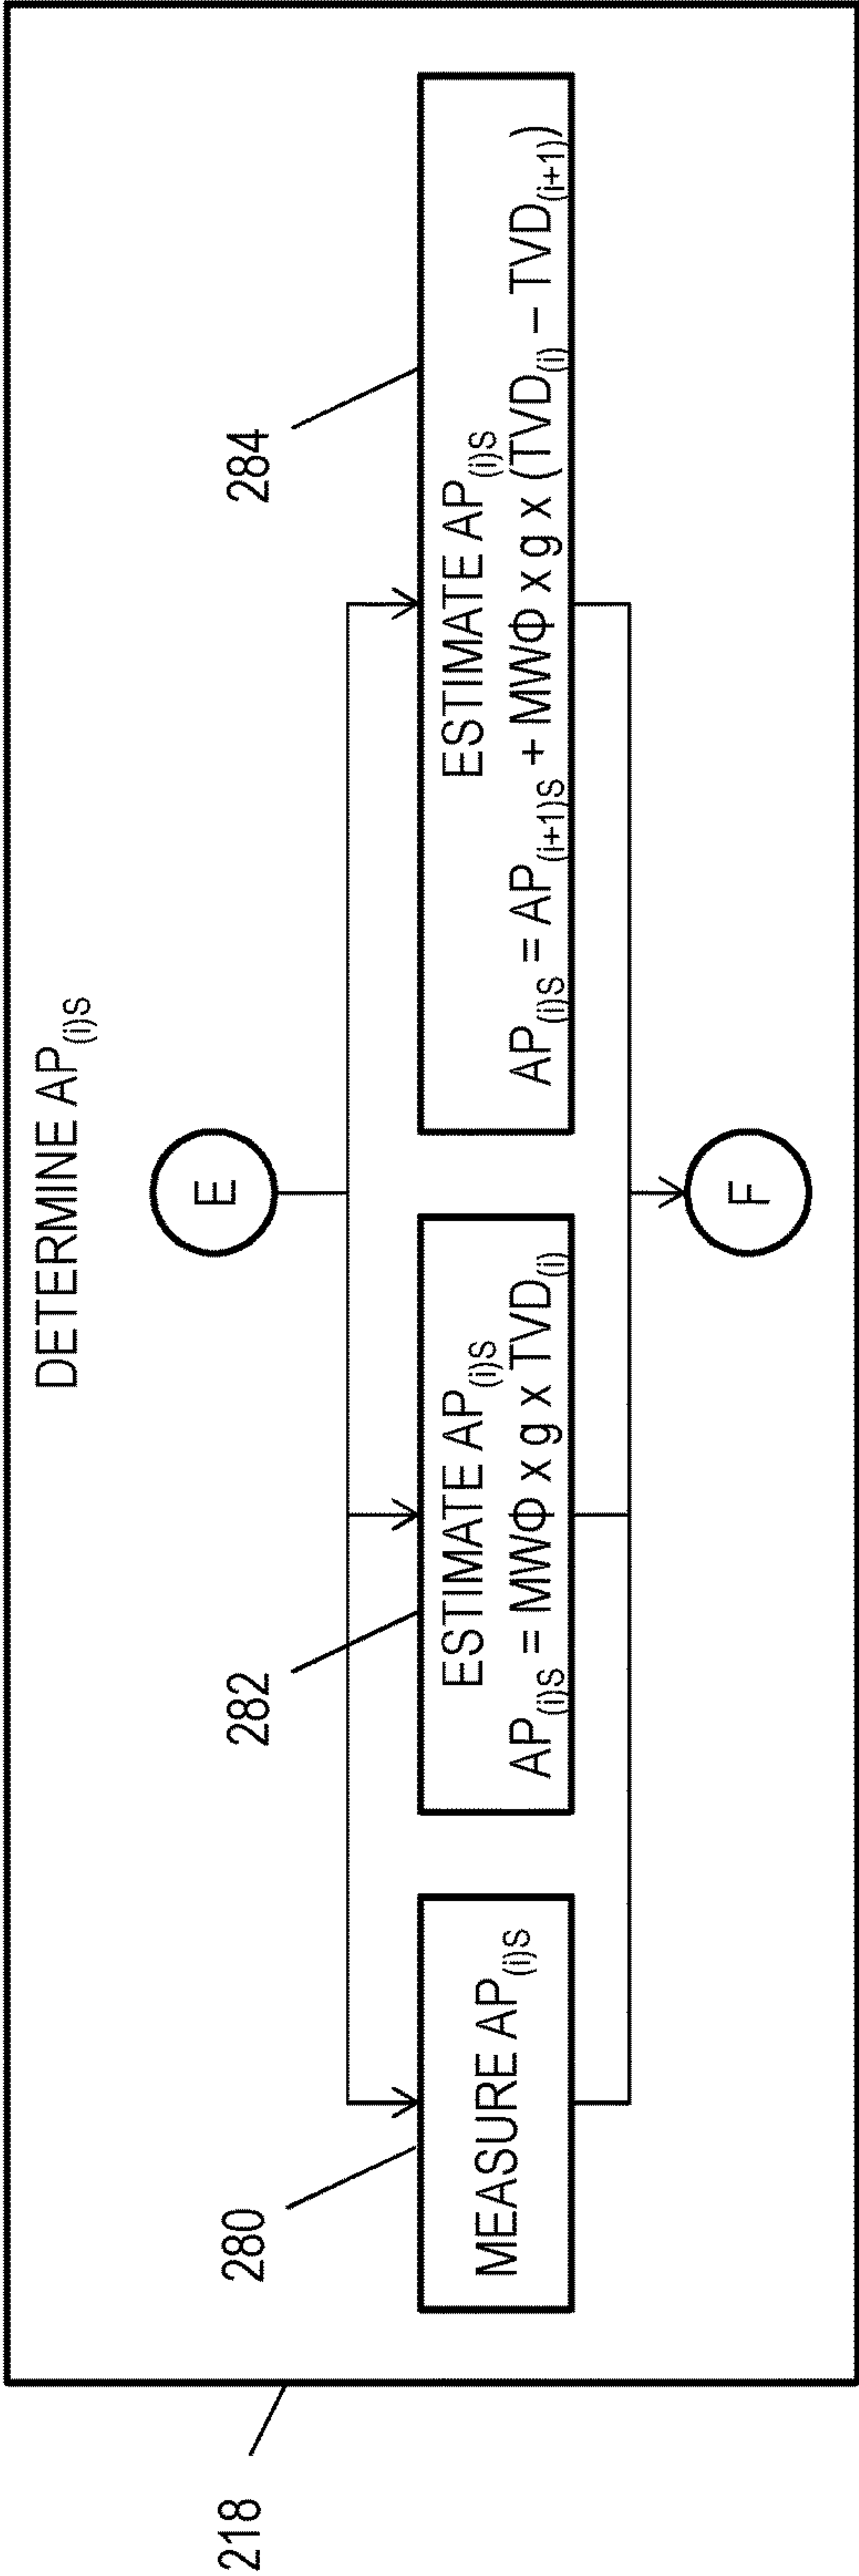 DETERMINE AP(i)S
E
280
282
284
MEASURE AP(i)S
ESTIMATE AP(i)S
AP(i)S = MWΦ x g x TVD(i)
ESTIMATE AP(i)S
AP(i)S = AP(i+1)S + MWΦ x g x (TVD(i) – TVD(i+1))
F
218